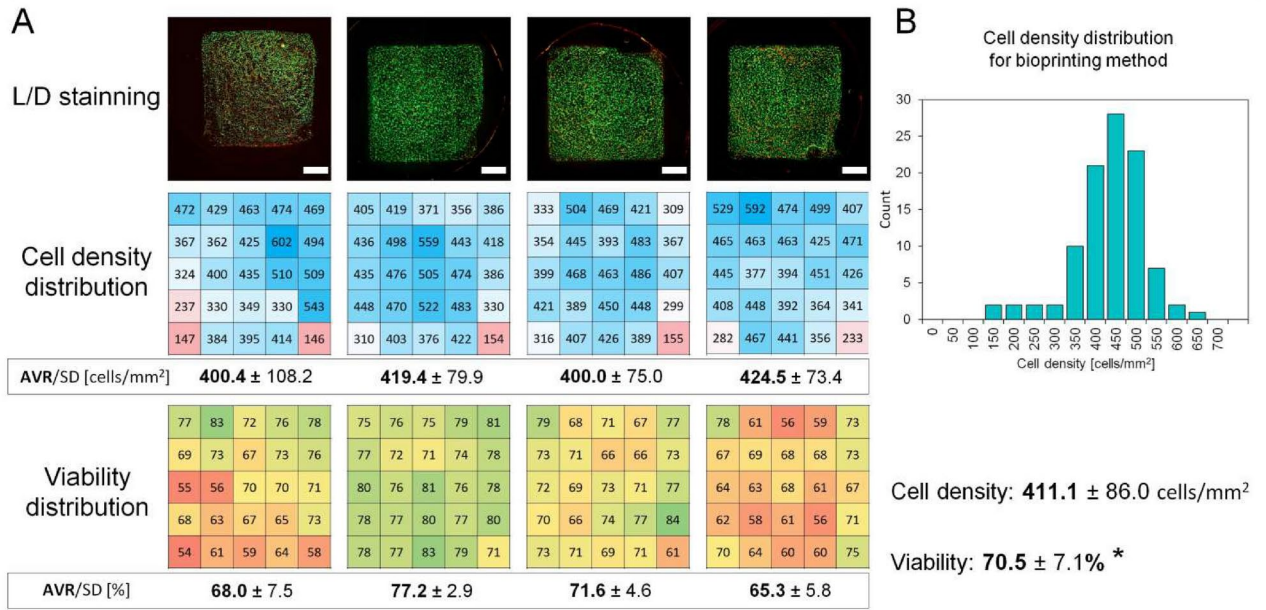 A
L/D stainning
Cell density
distribution
472 429 463 474 469
367 362 425 602 494
324 400 435 510 509
237 330 349 330 543
147 384 395 414 146
405 419 371 356 386
436 498 559 443 418
435 476 505 474 386
448 470 522 483 330
310 403 376 422 154
333 504 469 421 309
354 445 393 483 367
399 468 463 486 407
421 389 450 448 299
316 407 426 389 155
529 592 474 499 407
465 463 463 425 471
445 377 394 451 426
408 448 392 364 341
282 467 441 356 233
AVR/SD [cells/mm²] 400.4 ± 108.2 419.4 ± 79.9 400.0 ± 75.0 424.5 ± 73.4
Viability
distribution
77 83 72 76 78
69 73 67 73 76
55 56 70 70 71
68 63 67 65 73
54 61 59 64 58
75 76 75 79 81
77 72 71 74 78
80 76 81 76 78
78 77 80 77 80
78 77 83 79 71
79 68 71 67 77
73 71 66 66 73
72 69 73 71 77
70 66 74 77 84
73 71 69 71 61
78 61 56 59 73
67 69 68 68 73
64 63 68 61 67
62 58 61 56 71
70 64 60 60 75
AVR/SD [%] 68.0 ± 7.5 77.2 ± 2.9 71.6 ± 4.6 65.3 ± 5.8
B
Cell density distribution
for bioprinting method
Count
30
25
20
15
10
5
0
0 50 100 150 200 250 300 350 400 450 500 550 600 650 700
Cell density [cells/mm²]
Cell density: 411.1 ± 86.0 cells/mm²
Viability: 70.5 ± 7.1% *